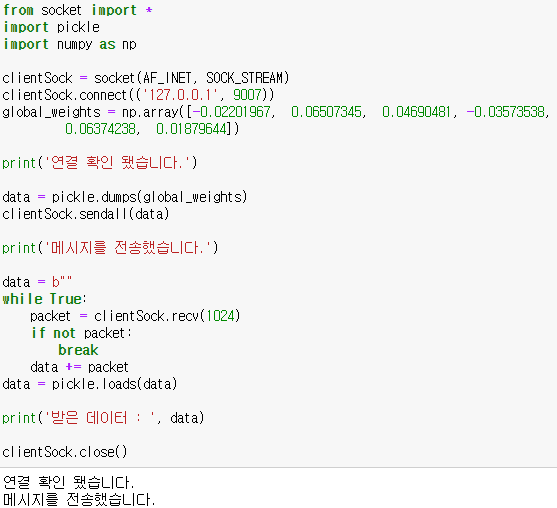 from socket import *
import pickle
import numpy as np
clientSock = socket(AF_INET, SOCK_STREAM)
clientSock.connect(('127.0.0.1', 9007))
global_weights = np.array([-0.02201967,  0.06507345,  0.04690481, -0.03573538,
        0.06374238,  0.01879644])
print('연결 확인 됐습니다.')
data = pickle.dumps(global_weights)
clientSock.sendall(data)
print('메시지를 전송했습니다.')
data = b""
while True:
    packet = clientSock.recv(1024)
    if not packet:
        break
    data += packet
data = pickle.loads(data)
print('받은 데이터 : ', data)
clientSock.close()
연결 확인 됐습니다.
메시지를 전송했습니다.